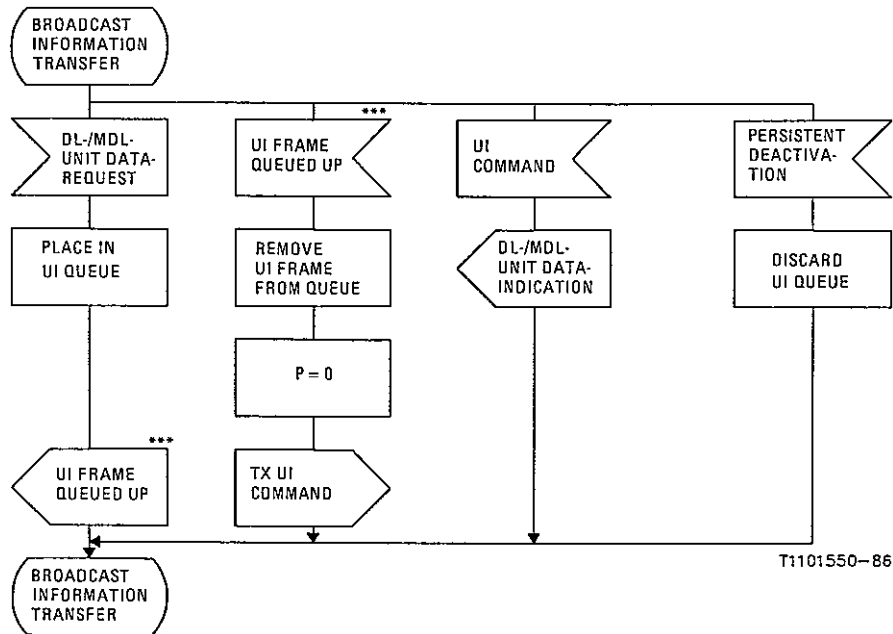 BROADCAST
INFORMATION
TRANSFER
***
DL-/MDL-
UNIT DATA-
REQUEST
UI FRAME
QUEUED UP
UI
COMMAND
PERSISTENT
DEACTIVA-
TION
PLACE IN
UI QUEUE
REMOVE
UI FRAME
FROM QUEUE
DL-/MDL-
UNIT DATA-
INDICATION
DISCARD
UI QUEUE
P = 0
***
UI FRAME
QUEUED UP
TX UI
COMMAND
T1101550-86
BROADCAST
INFORMATION
TRANSFER